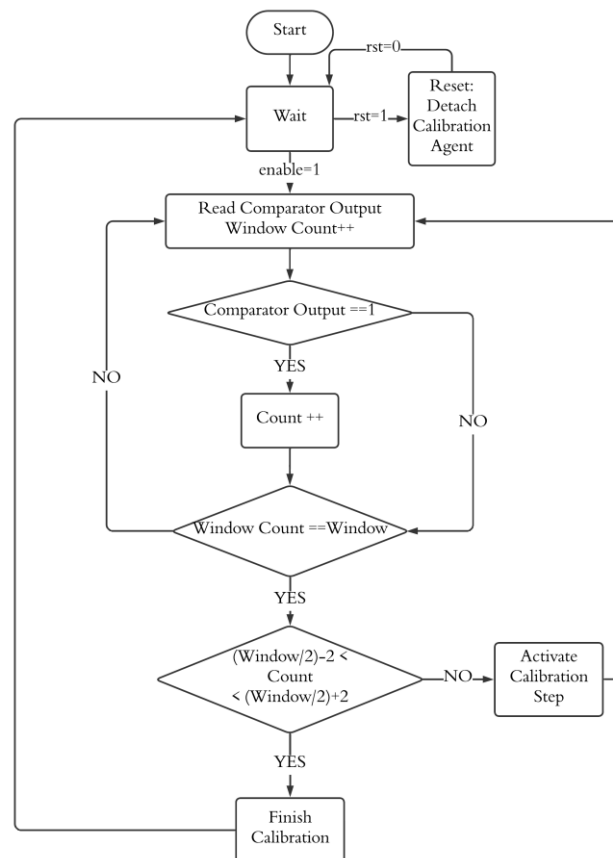 Start
rst=0
Wait
rst=1
Reset:
Detach
Calibration
Agent
enable=1
Read Comparator Output
Window Count++
Comparator Output ==1
YES
NO
NO
Count ++
Window Count ==Window
YES
(Window/2)-2 <
Count
< (Window/2)+2
NO
Activate
Calibration
Step
YES
Finish
Calibration